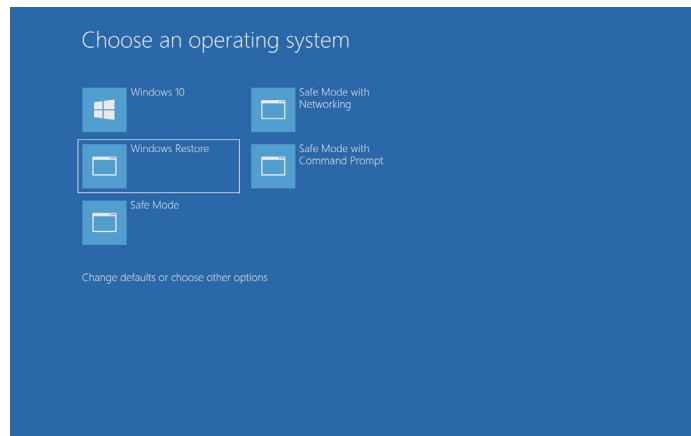 Choose an operating system
Windows 10
Windows Restore
Safe Mode
Safe Mode with
Networking
Safe Mode with
Command Prompt
Change defaults or choose other options